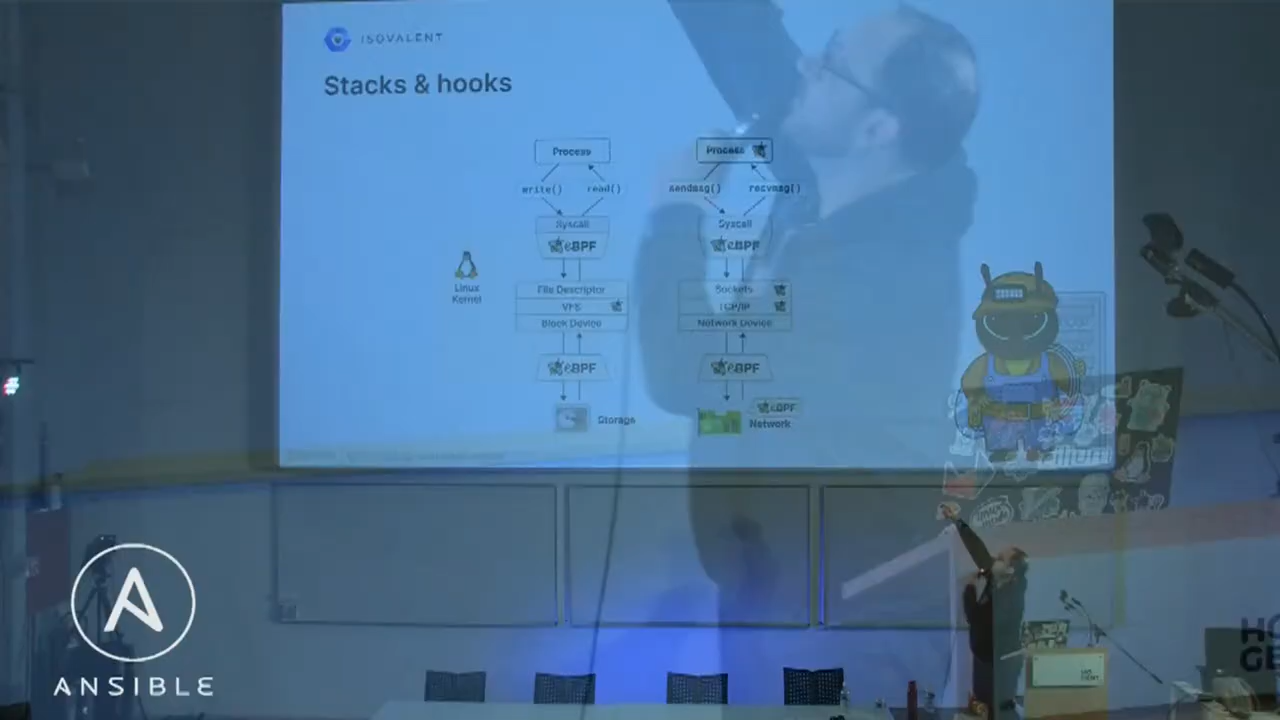 ISOVALENT
Stacks & hooks
Process
Process
write()
read()
sendmsg()
recvmsg()
Syscall
eBPF
Syscall
eBPF
Linux
Kernel
File Descriptor
VFS
Block Device
Sockets
TCP/IP
Network Device
eBPF
eBPF
Storage
eBPF
Network
ANSIBLE